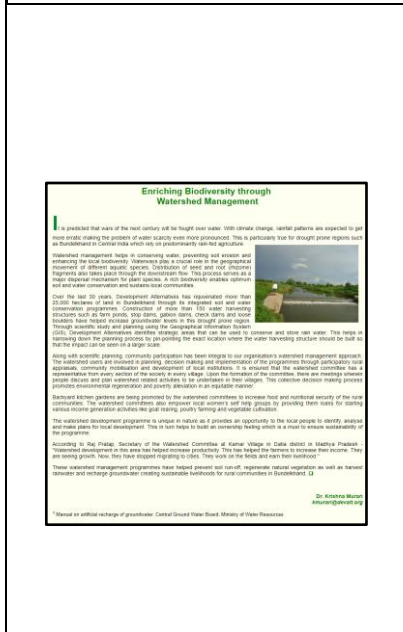 Enriching Biodiversity through
Watershed Management
It is predicted that wars of the next century will be fought over water. With climate change, rainfall patterns are expected to get
more erratic making the problem of water scarcity even more pronounced. This is particularly true for drought prone regions such
as Bundelkhand in Central India which rely on predominantly rain-fed agriculture.
Watershed management helps in conserving water, preventing soil erosion and
enhancing the local biodiversity. Waterways play a crucial role in the geographical
movement of different aquatic species. Distribution of seed and root (rhizome)
fragments also takes place through the downstream flow. This process serves as a
major dispersal mechanism for plant species. A rich biodiversity enables optimum
soil and water conservation and sustains local communities.
Over the last 30 years, Development Alternatives has rejuvenated more than
25,000 hectares of land in Bundelkhand through its integrated soil and water
conservation programmes. Construction of more than 150 water harvesting
structures such as farm ponds, stop dams, gabion dams, check dams and loose
boulders have helped increase groundwater levels in this drought prone region.
Through scientific study and planning using the Geographical Information System
(GIS), Development Alternatives identifies strategic areas that can be used to conserve and store rain water. This helps in
narrowing down the planning process by pin-pointing the exact location where the water harvesting structure should be built so
that the impact can be seen on a larger scale.
Along with scientific planning, community participation has been integral to our organisation's watershed management approach.
The watershed users are involved in planning, decision making and implementation of the programmes through participatory rural
appraisals, community mobilisation and development of local institutions. It is ensured that the watershed committee has a
representative from every section of the society in every village. Upon the formation of the committee, there are meetings wherein
people discuss and plan watershed related activities to be undertaken in their villages. This collective decision making process
promotes environmental regeneration and poverty alleviation in an equitable manner.
Backyard kitchen gardens are being promoted by the watershed committees to increase food and nutritional security of the rural
communities. The watershed committees also empower local women's self help groups by providing them loans for starting
various income generation activities like goat rearing, poultry farming and vegetable cultivation.
The watershed development programme is unique in nature as it provides an opportunity to the local people to identify, analyse
and make plans for local development. This in turn helps to build an ownership feeling which is a must to ensure sustainability of
the programme.
According to Raj Pratap, Secretary of the Watershed Committee at Kamar Village in Datia district in Madhya Pradesh -
"Watershed development in this area has helped increase productivity. This has helped the farmers to increase their income. They
are seeing growth. Now, they have stopped migrating to cities. They work on the fields and earn their livelihood."
These watershed management programmes have helped prevent soil run-off, regenerate natural vegetation as well as harvest
rainwater and recharge groundwater creating sustainable livelihoods for rural communities in Bundelkhand.
Dr. Krishna Murari
kmurari@devalt.org
Manual on artificial recharge of groundwater. Central Ground Water Board, Ministry of Water Resources